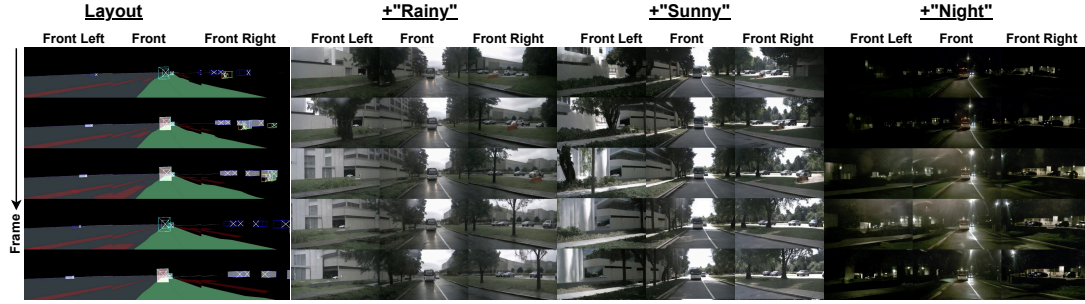 Layout
+"Rainy"
+"Sunny"
+"Night"
Front Left Front Front Right
Front Left Front Front Right
Front Left Front Front Right
Front Left Front Front Right
Frame